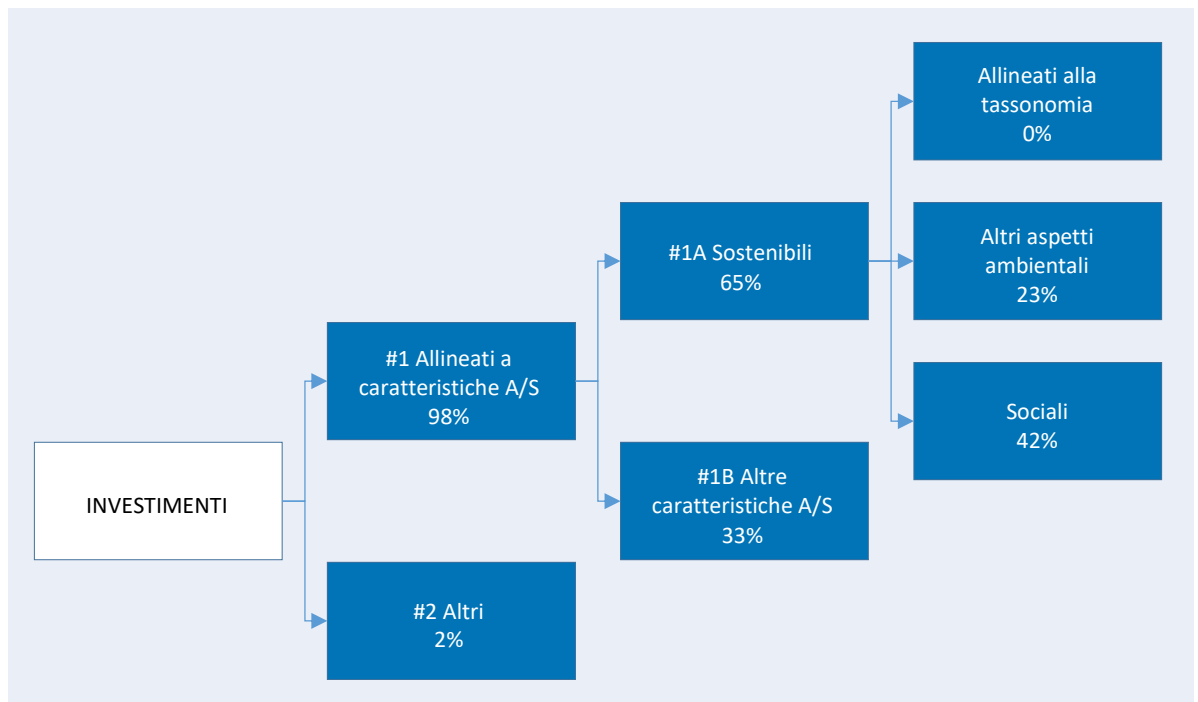 INVESTIMENTI
#1 Allineati a
caratteristiche A/S
98%
#2 Altri
2%
#1A Sostenibili
65%
#1B Altre
caratteristiche A/S
33%
Allineati alla
tassonomia
0%
Altri aspetti
ambientali
23%
Sociali
42%